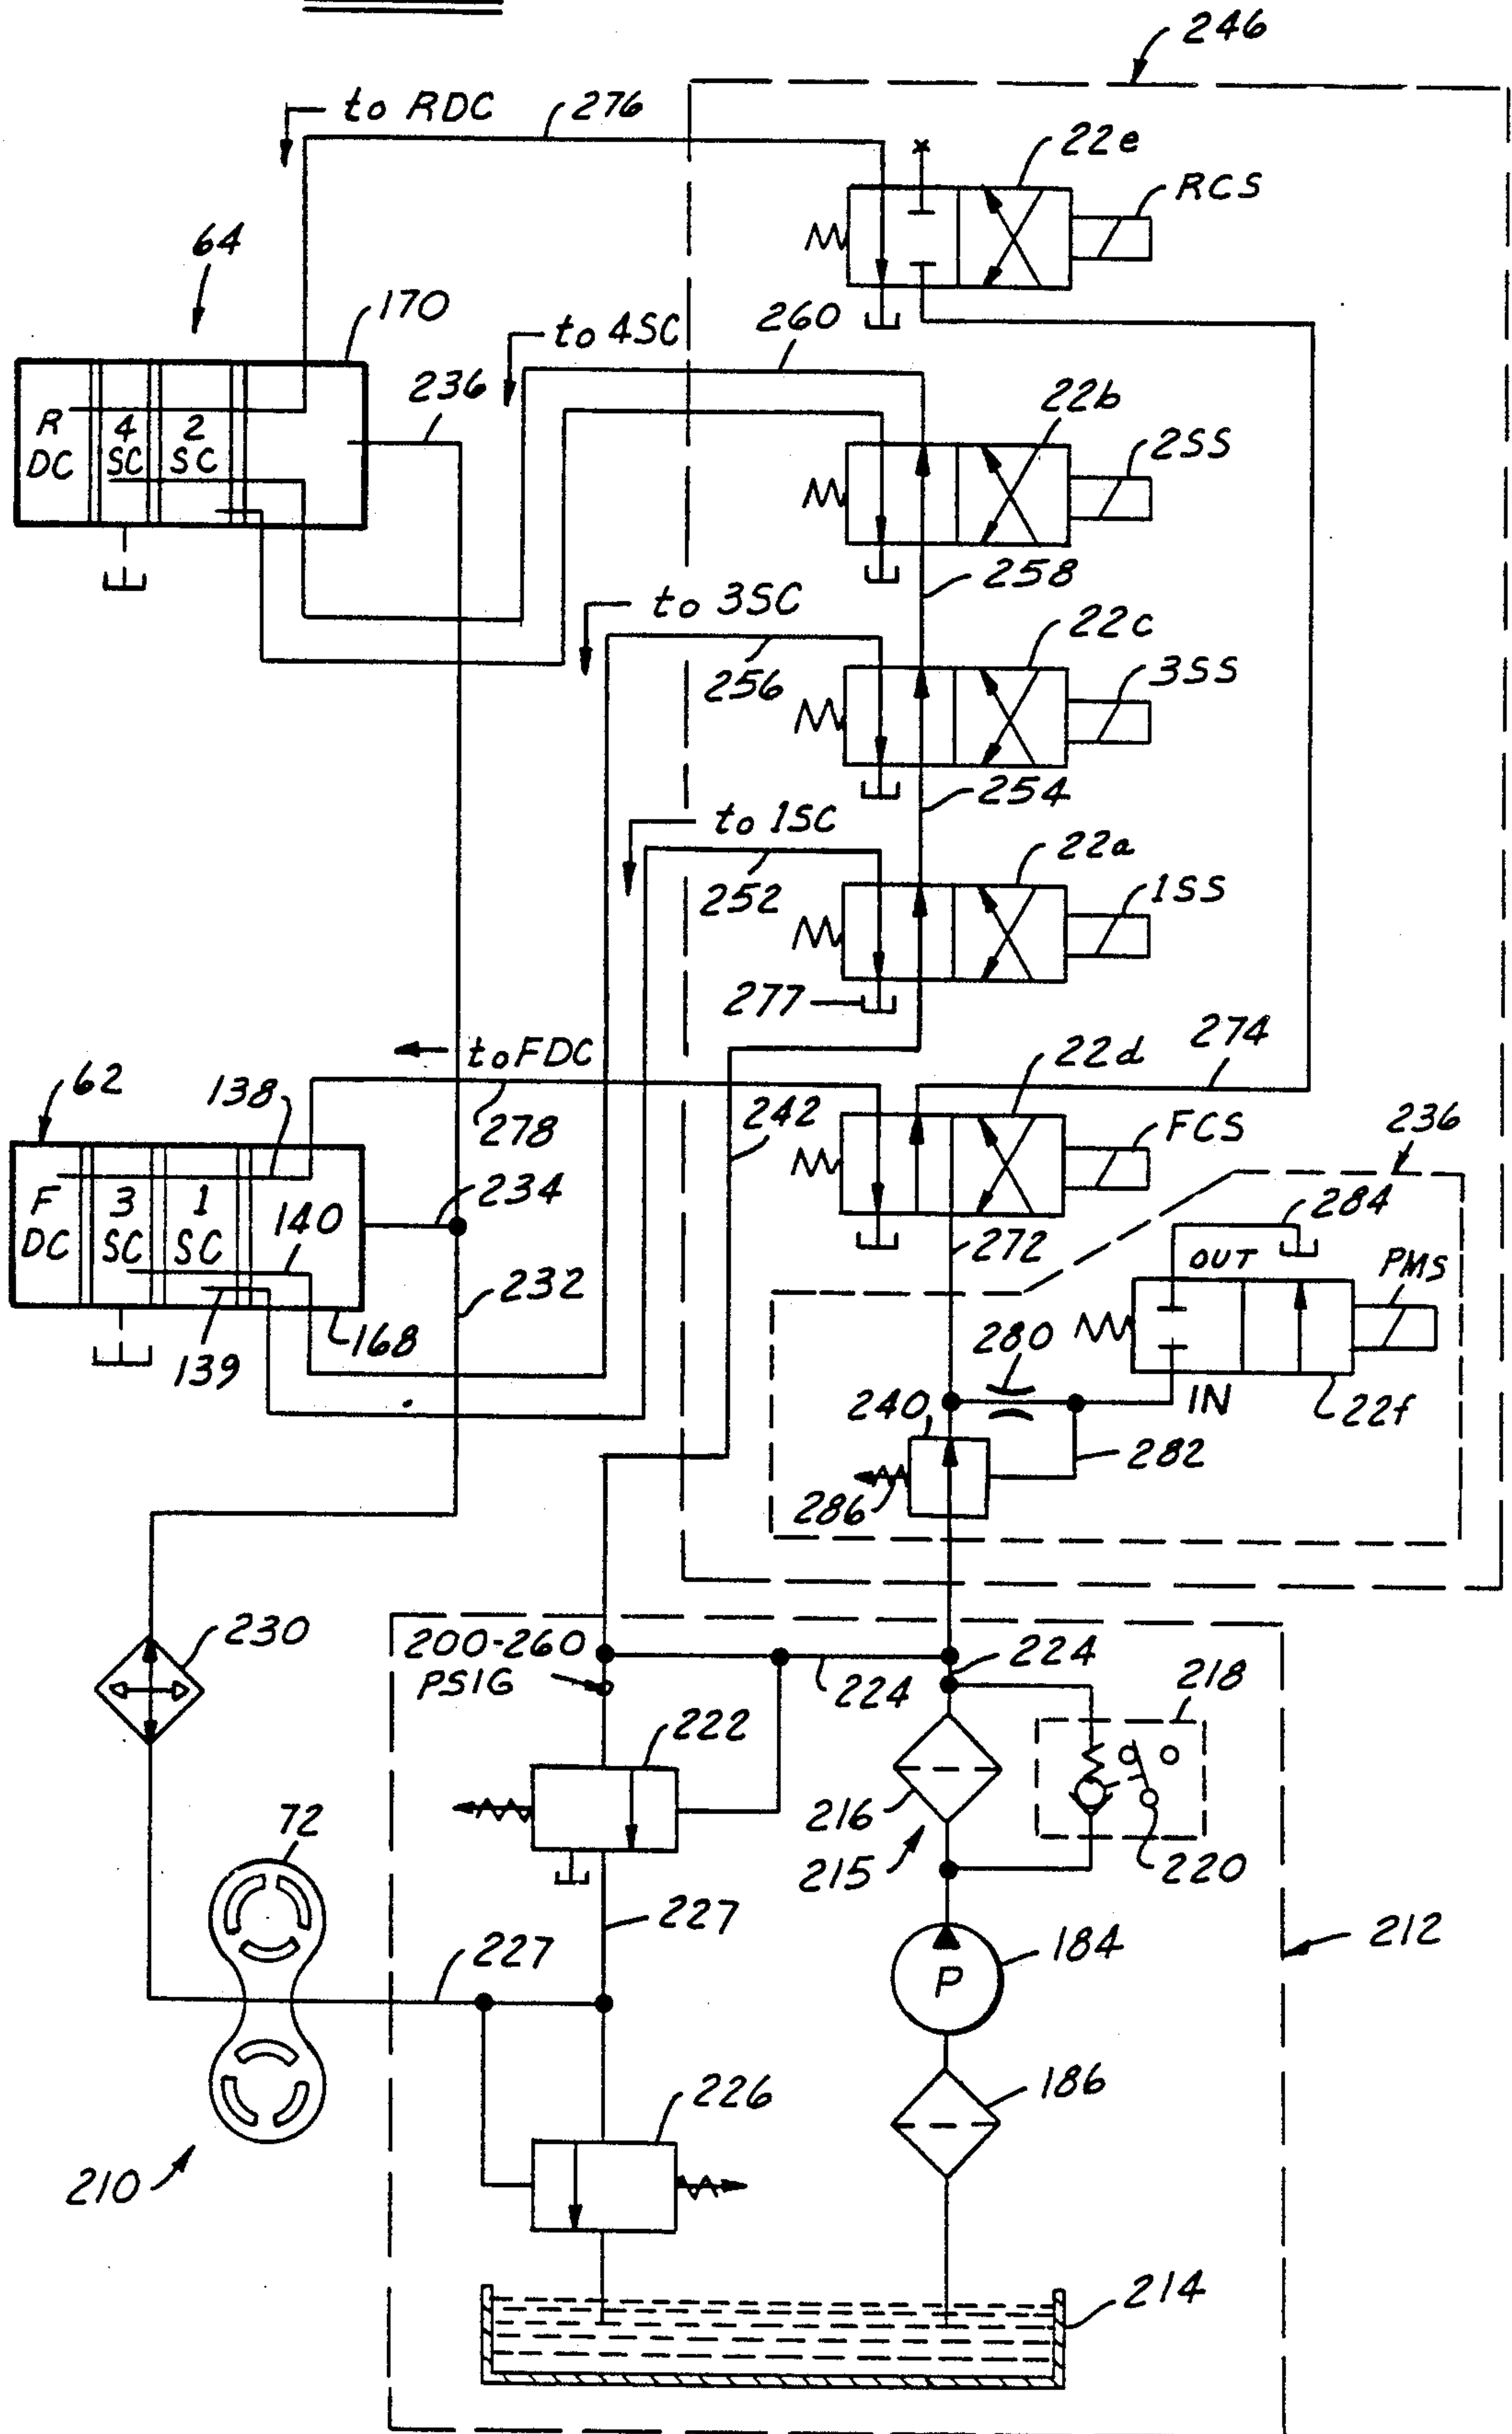 246
to RDC
276
22e
RCS
64
170
to 4SC
260
236
22b
2SS
R
DC
4
SC
2
SC
258
to 3SC
22c
256
3SS
254
to 1SC
22a
252
1SS
277
274
to FDC
22d
62
138
278
242
FCS
236
F
DC
3
SC
1
SC
140
234
284
272
OUT
PMS
232
168
139
280
IN
22f
240
282
286
230
200-260
PSIG
224
224
218
222
216
215
220
72
227
227
184
P
212
186
226
210
214